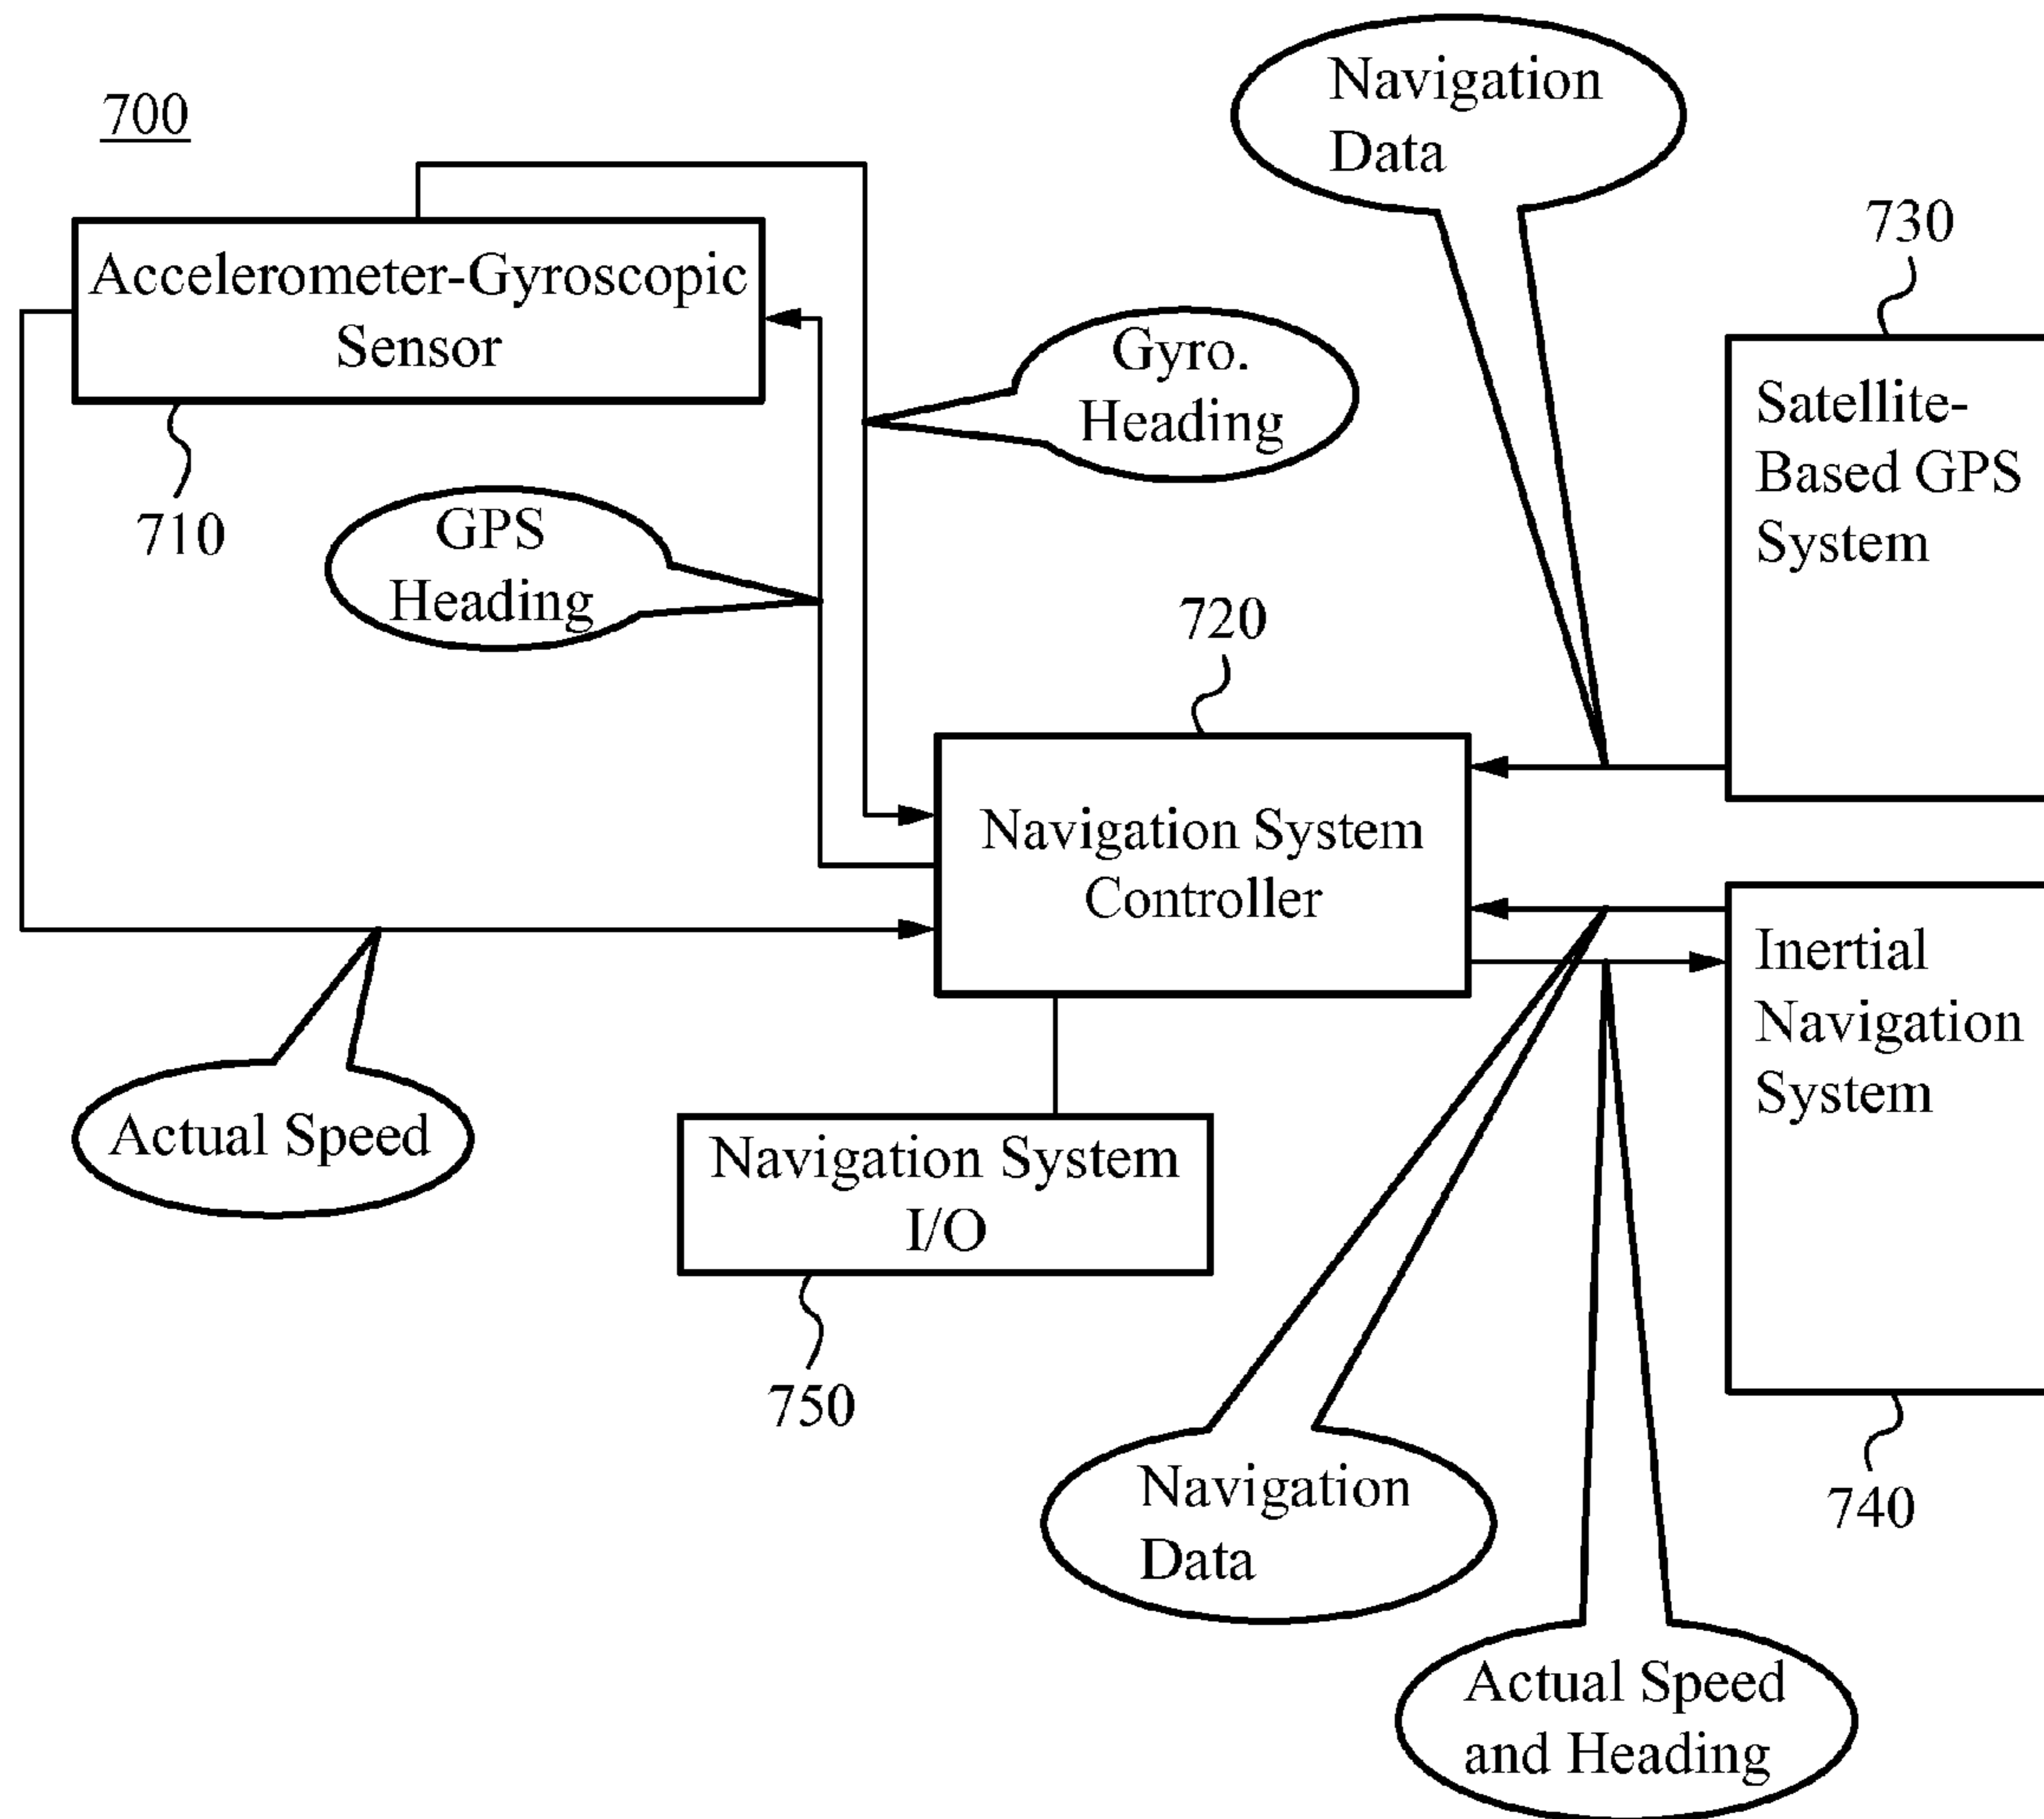 700
Navigation
Data
730
Accelerometer-Gyroscopic
Sensor
Gyro.
Heading
Satellite-
Based GPS
System
710
GPS
Heading
720
Navigation System
Controller
Inertial
Navigation
System
Actual Speed
Navigation System
I/O
750
Navigation
Data
740
Actual Speed
and Heading